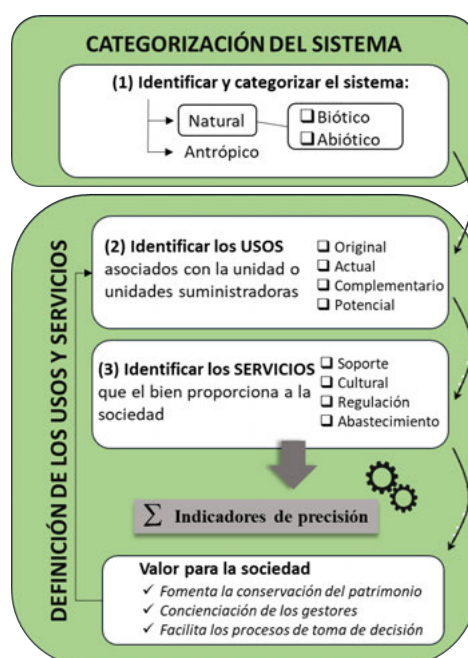 CATEGORIZACIÓN DEL SISTEMA
(1) Identificar y categorizar el sistema:
Natural
Biótico
Abiótico
Antrópico
DEFINICIÓN DE LOS USOS Y SERVICIOS
(2) Identificar los USOS
asociados con la unidad o
unidades suministradoras
Original
Actual
Complementario
Potencial
(3) Identificar los SERVICIOS
que el bien proporciona a la
sociedad
Soporte
Cultural
Regulación
Abastecimiento
∑ Indicadores de precisión
Valor para la sociedad
✓ Fomenta la conservación del patrimonio
✓ Concienciación de los gestores
✓ Facilita los procesos de toma de decisión